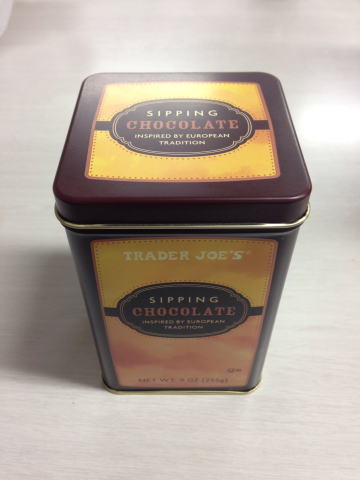 SIPPING
CHOCOLATE
INSPIRED BY EUROPEAN
TRADITION
TRADER JOE'S®
SIPPING
CHOCOLATE
INSPIRED BY EUROPEAN
TRADITION
NET WT. 9 OZ (255g)